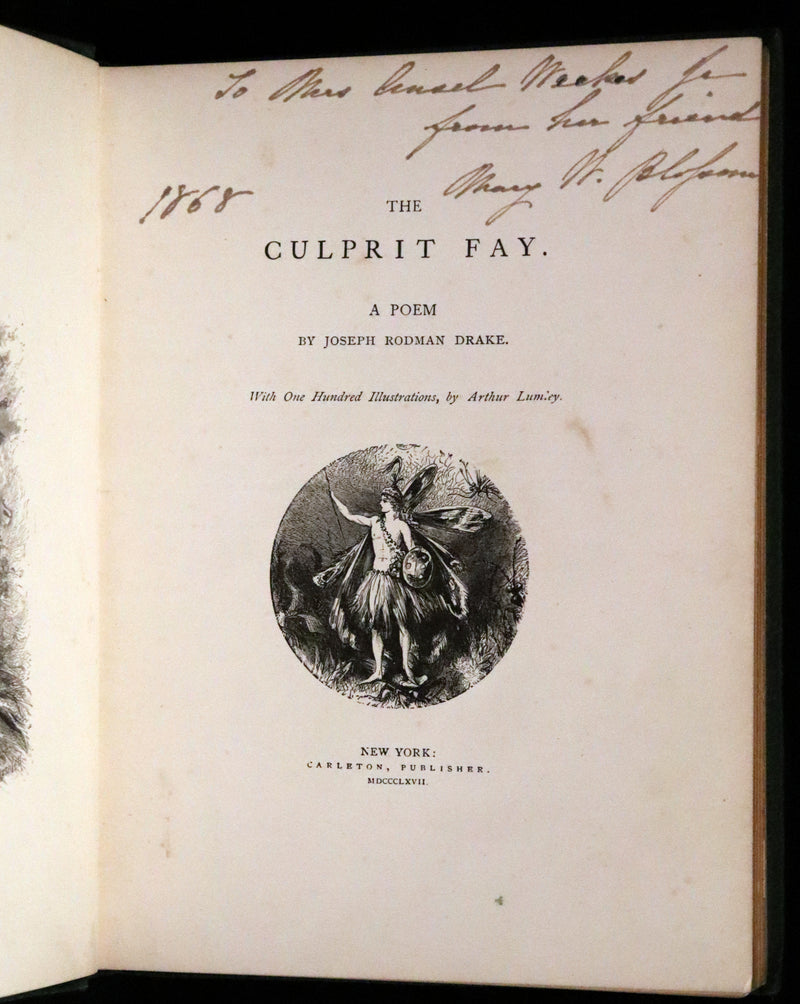 To Mrs Ansel Weekes Jr
from her friend
Mary W. Blossom
1868
THE
CULPRIT FAY.
A POEM
BY JOSEPH RODMAN DRAKE.
With One Hundred Illustrations, by Arthur Lumley.
NEW YORK:
CARLETON, PUBLISHER.
MDCCCLXVII.